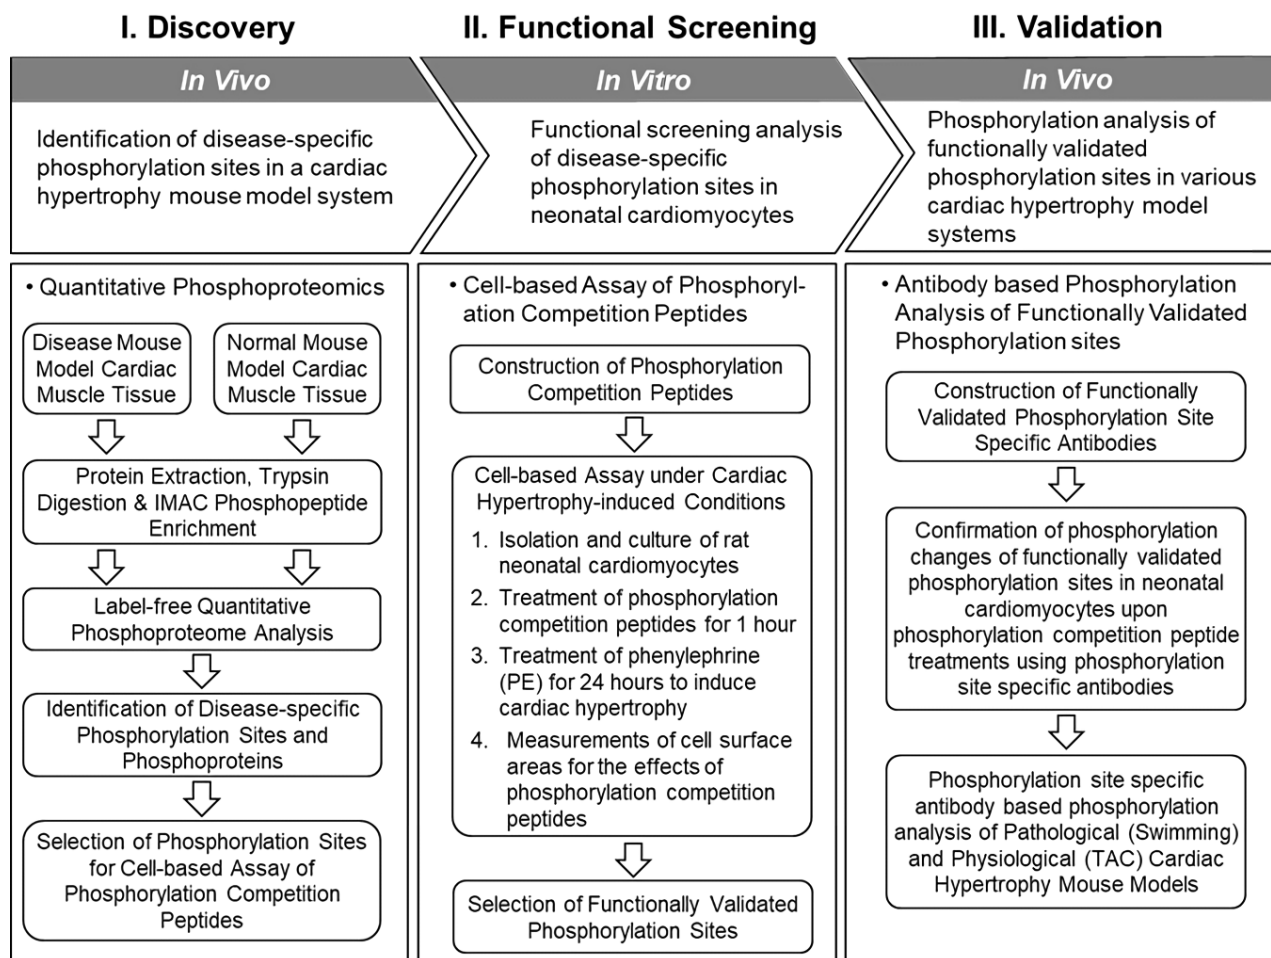 I. Discovery
In Vivo
Identification of disease-specific
phosphorylation sites in a cardiac
hypertrophy mouse model system
• Quantitative Phosphoproteomics
Disease Mouse
Model Cardiac
Muscle Tissue
Normal Mouse
Model Cardiac
Muscle Tissue
Protein Extraction, Trypsin
Digestion & IMAC Phosphopeptide
Enrichment
Label-free Quantitative
Phosphoproteome Analysis
Identification of Disease-specific
Phosphorylation Sites and
Phosphoproteins
Selection of Phosphorylation Sites
for Cell-based Assay of
Phosphorylation Competition
Peptides
II. Functional Screening
In Vitro
Functional screening analysis
of disease-specific
phosphorylation sites in
neonatal cardiomyocytes
• Cell-based Assay of Phosphoryl-
ation Competition Peptides
Construction of Phosphorylation
Competition Peptides
Cell-based Assay under Cardiac
Hypertrophy-induced Conditions
1. Isolation and culture of rat
neonatal cardiomyocytes
2. Treatment of phosphorylation
competition peptides for 1 hour
3. Treatment of phenylephrine
(PE) for 24 hours to induce
cardiac hypertrophy
4. Measurements of cell surface
areas for the effects of
phosphorylation competition
peptides
Selection of Functionally Validated
Phosphorylation Sites
III. Validation
In Vivo
Phosphorylation analysis of
functionally validated
phosphorylation sites in various
cardiac hypertrophy model
systems
• Antibody based Phosphorylation
Analysis of Functionally Validated
Phosphorylation sites
Construction of Functionally
Validated Phosphorylation Site
Specific Antibodies
Confirmation of phosphorylation
changes of functionally validated
phosphorylation sites in neonatal
cardiomyocytes upon
phosphorylation competition peptide
treatments using phosphorylation
site specific antibodies
Phosphorylation site specific
antibody based phosphorylation
analysis of Pathological (Swimming)
and Physiological (TAC) Cardiac
Hypertrophy Mouse Models